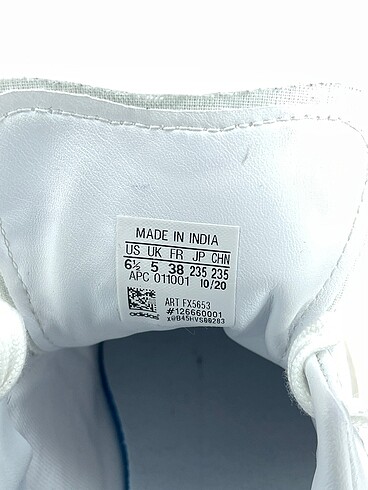 MADE IN INDIA
US UK FR JP CHN
6½ 5 38 235 235
APC 011001 10/20
ART FX5653
#126660001
adidas